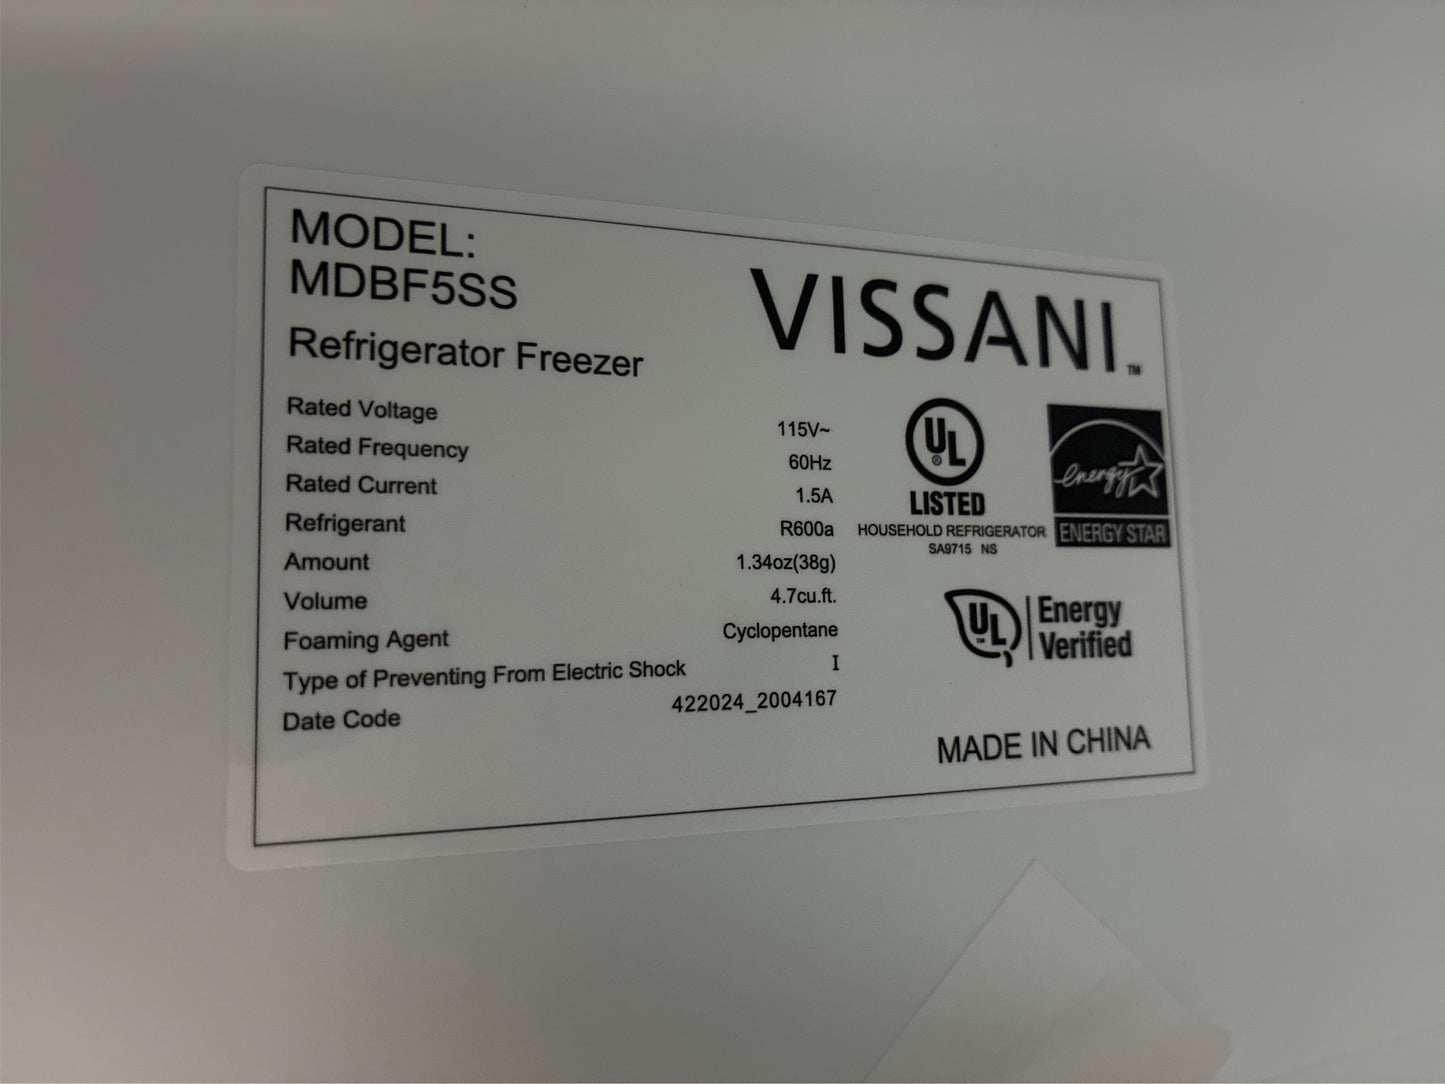 MODEL:
MDBF5SS
Refrigerator Freezer
Rated Voltage 115V~
Rated Frequency 60Hz
Rated Current 1.5A
Refrigerant R600a
Amount 1.34oz(38g)
Volume 4.7cu.ft.
Foaming Agent Cyclopentane
Type of Preventing From Electric Shock I
Date Code 422024_2004167
VISSANI™
UL®
LISTED
HOUSEHOLD REFRIGERATOR
SA9715 NS
energy
ENERGY STAR
UL™ Energy
Verified
MADE IN CHINA